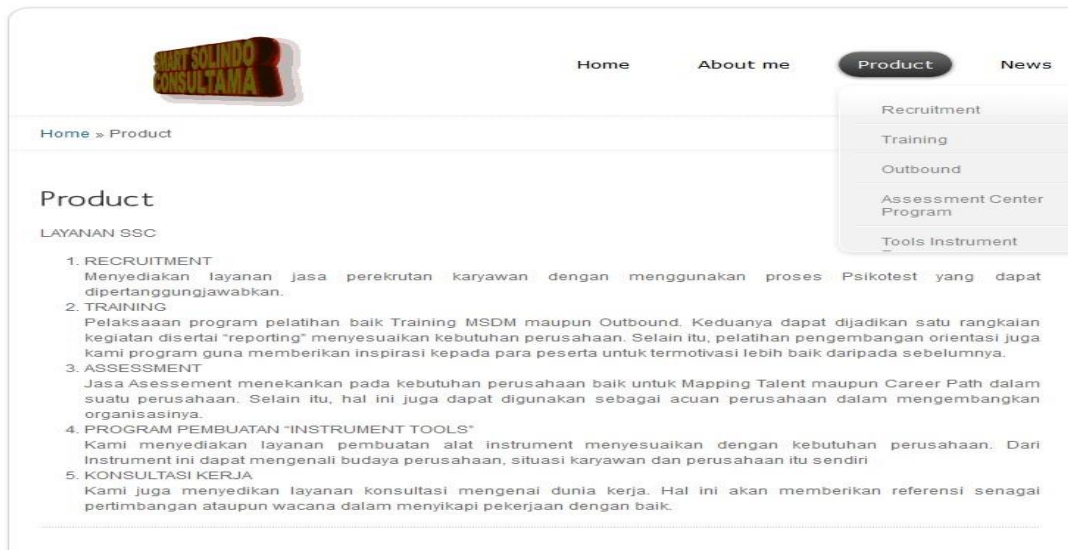 SMART SOLINDO
CONSULTAMA
Home
About me
Product
News
Recruitment
Training
Outbound
Assessment Center
Program
Tools Instrument
Home » Product
Product
LAYANAN SSC
1. RECRUITMENT
Menyediakan layanan jasa perekrutan karyawan dengan menggunakan proses Psikotest yang dapat
dipertanggungjawabkan.
2. TRAINING
Pelaksaaan program pelatihan baik Training MSDM maupun Outbound. Keduanya dapat dijadikan satu rangkaian
kegiatan disertai “reporting” menyesuaikan kebutuhan perusahaan. Selain itu, pelatihan pengembangan orientasi juga
kami program guna memberikan inspirasi kepada para peserta untuk termotivasi lebih baik daripada sebelumnya.
3. ASSESSMENT
Jasa Asessement menekankan pada kebutuhan perusahaan baik untuk Mapping Talent maupun Career Path dalam
suatu perusahaan. Selain itu, hal ini juga dapat digunakan sebagai acuan perusahaan dalam mengembangkan
organisasinya.
4. PROGRAM PEMBUATAN “INSTRUMENT TOOLS”
Kami menyediakan layanan pembuatan alat instrument menyesuaikan dengan kebutuhan perusahaan. Dari
Instrument ini dapat mengenali budaya perusahaan, situasi karyawan dan perusahaan itu sendiri
5. KONSULTASI KERJA
Kami juga menyedikan layanan konsultasi mengenai dunia kerja. Hal ini akan memberikan referensi senagai
pertimbangan ataupun wacana dalam menyikapi pekerjaan dengan baik.